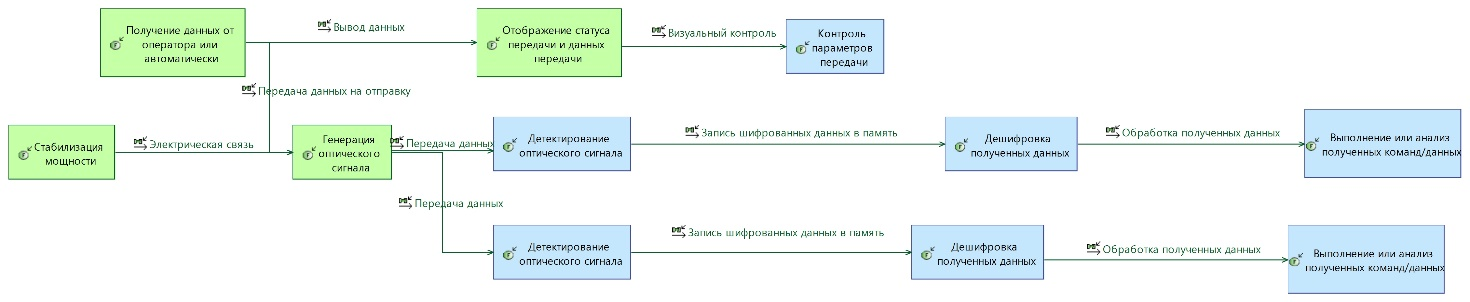 Получение данных от
оператора или
автоматически
Вывод данных
Отображение статуса
передачи и данных
передачи
Визуальный контроль
Контроль
параметров
передачи
Передача данных на отправку
Стабилизация
мощности
Электрическая связь
Генерация
оптического
сигнала
Передача данных
Детектирование
оптического сигнала
Запись шифрованных данных в память
Дешифровка
полученных данных
Обработка полученных данных
Выполнение или анализ
полученных команд/данных
Передача данных
Детектирование
оптического сигнала
Запись шифрованных данных в память
Дешифровка
полученных данных
Обработка полученных данных
Выполнение или анализ
полученных команд/данных